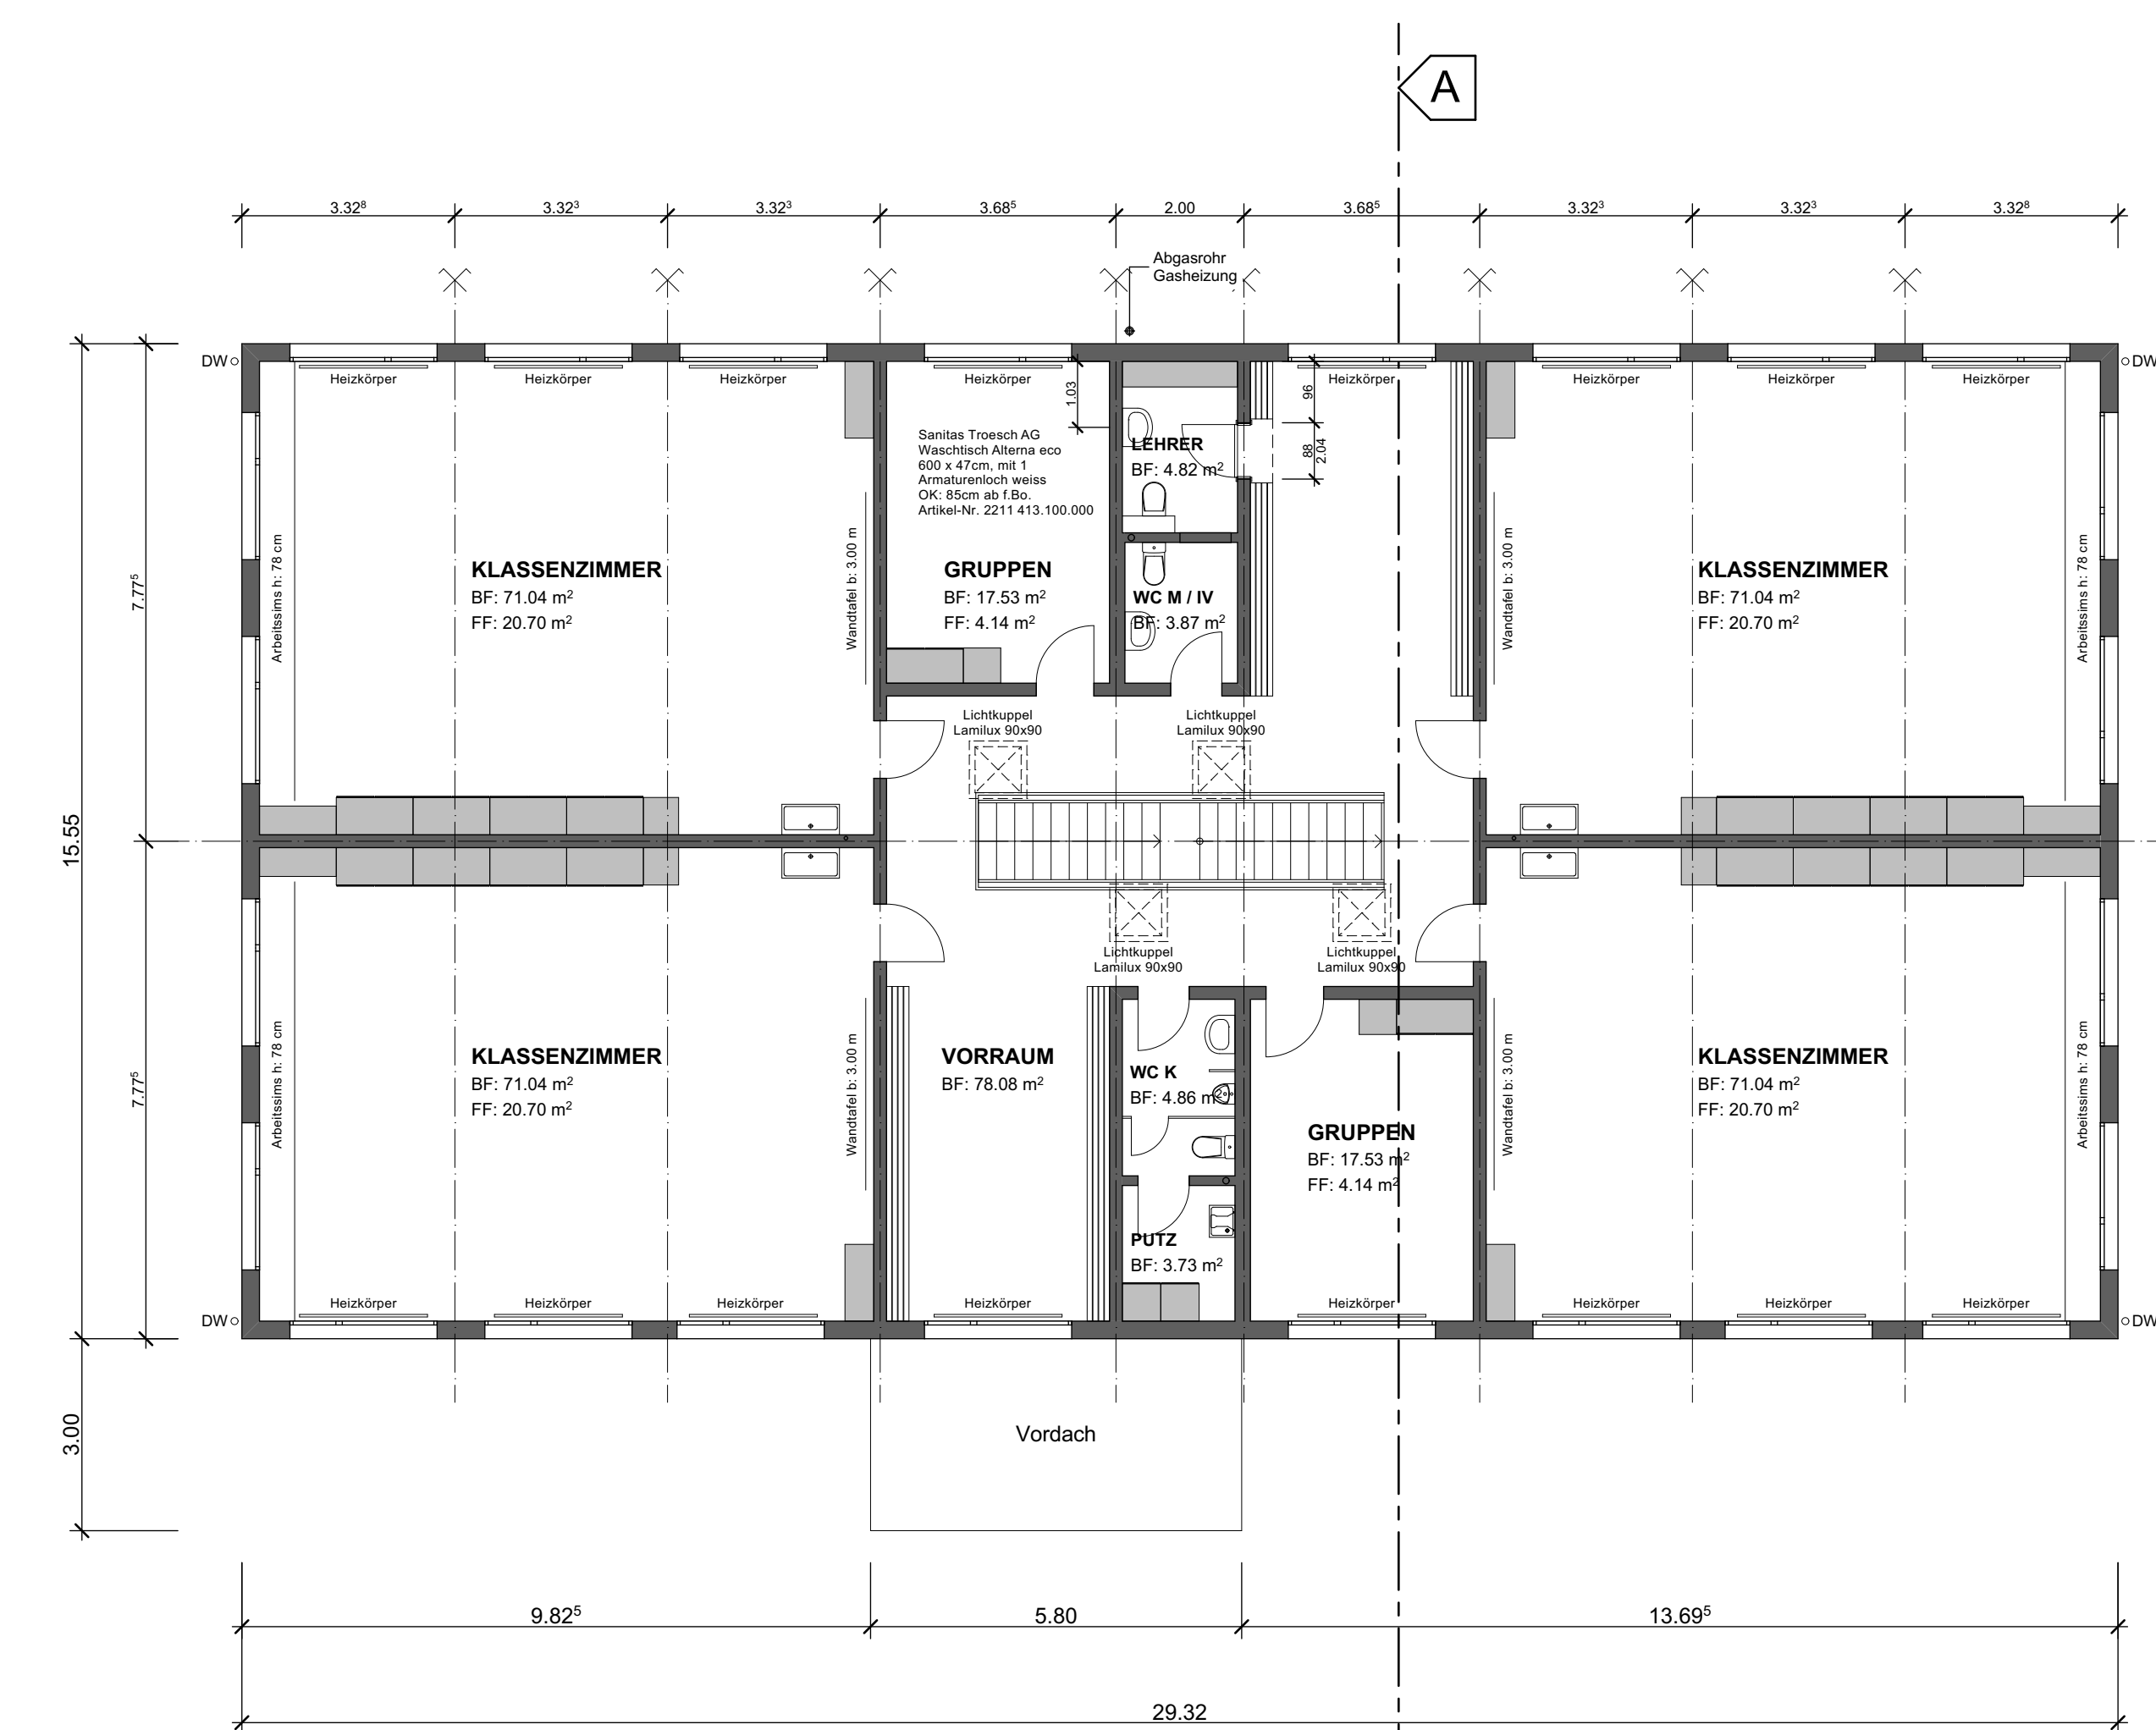 A
3.32⁸
3.32³
3.32³
3.68⁵
2.00
3.68⁵
3.32³
3.32³
3.32⁸
Abgasrohr
Gasheizung
DW
DW
Heizkörper
Heizkörper
Heizkörper
Heizkörper
Heizkörper
Heizkörper
Heizkörper
Heizkörper
1.03
96
88
2.04
Sanitas Troesch AG
Waschtisch Alterna eco
600 x 47cm, mit 1
Armaturenloch weiss
OK: 85cm ab f.Bo.
Artikel-Nr. 2211 413.100.000
LEHRER
BF: 4.82 m²
7.77⁵
Arbeitssims h: 78 cm
KLASSENZIMMER
BF: 71.04 m²
FF: 20.70 m²
Wandtafel b: 3.00 m
GRUPPEN
BF: 17.53 m²
FF: 4.14 m²
WC M / IV
BF: 3.87 m²
Wandtafel b: 3.00 m
KLASSENZIMMER
BF: 71.04 m²
FF: 20.70 m²
Arbeitssims h: 78 cm
Lichtkuppel
Lamilux 90x90
Lichtkuppel
Lamilux 90x90
15.55
Lichtkuppel
Lamilux 90x90
Lichtkuppel
Lamilux 90x90
7.77⁵
Arbeitssims h: 78 cm
KLASSENZIMMER
BF: 71.04 m²
FF: 20.70 m²
Wandtafel b: 3.00 m
VORRAUM
BF: 78.08 m²
WC K
BF: 4.86 m²
GRUPPEN
BF: 17.53 m²
FF: 4.14 m²
Wandtafel b: 3.00 m
KLASSENZIMMER
BF: 71.04 m²
FF: 20.70 m²
Arbeitssims h: 78 cm
PUTZ
BF: 3.73 m²
Heizkörper
Heizkörper
Heizkörper
Heizkörper
Heizkörper
Heizkörper
Heizkörper
Heizkörper
DW
DW
3.00
Vordach
9.82⁵
5.80
13.69⁵
29.32